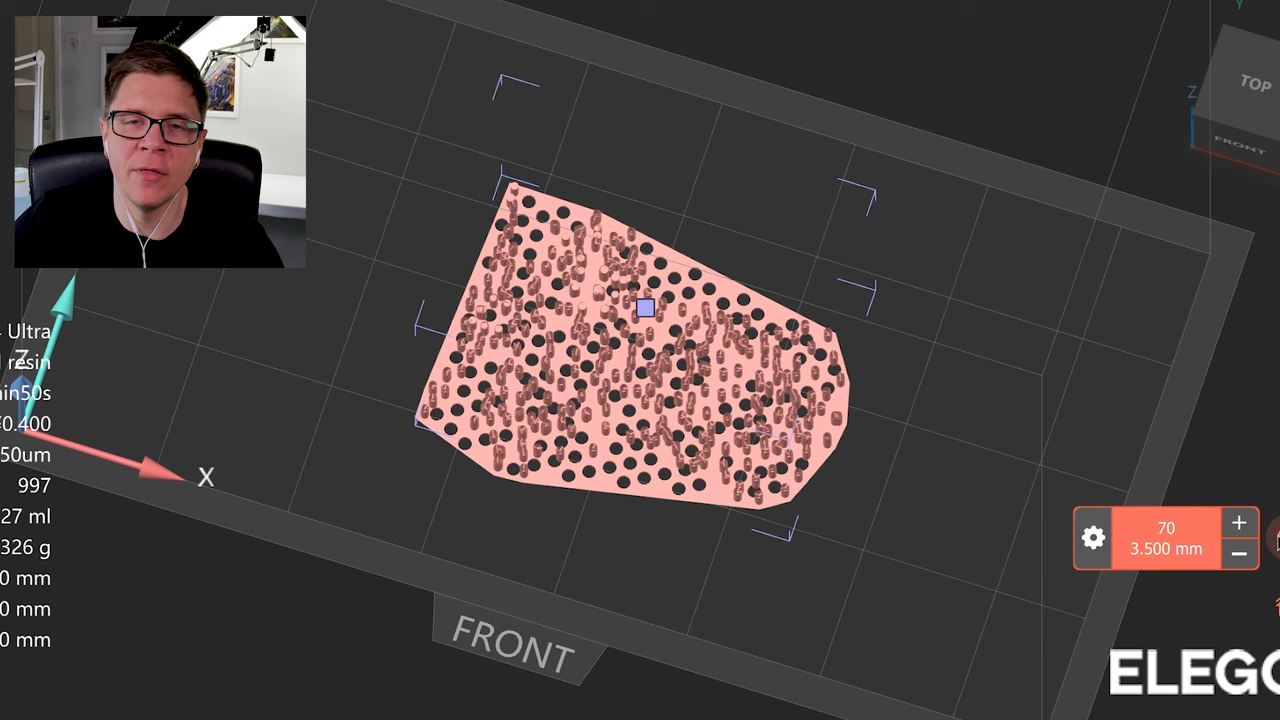 TOP
FRONT
Z
Y
Ultra
Z
resin
in50s
0.400
50um
997
27 ml
326 g
0 mm
0 mm
0 mm
X
FRONT
70
3.500 mm
+
−
ELEGO